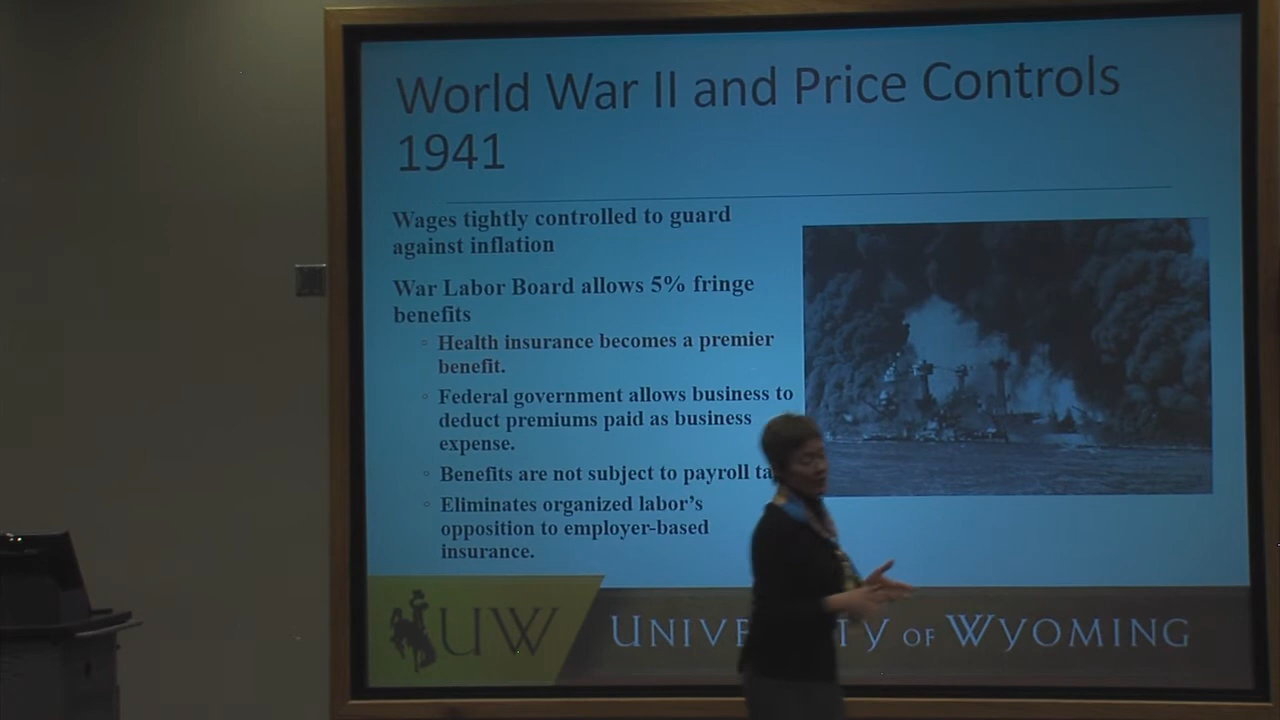 World War II and Price Controls
1941
Wages tightly controlled to guard
against inflation
War Labor Board allows 5% fringe
benefits
Health insurance becomes a premier
benefit.
Federal government allows business to
deduct premiums paid as business
expense.
Benefits are not subject to payroll
Eliminates organized labor's
opposition to employer-based
insurance.
UW
OF WYOMING